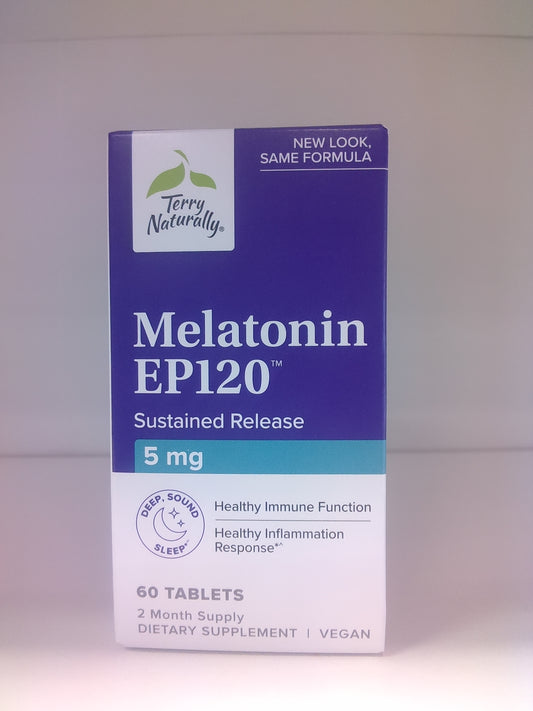 NEW LOOK,
SAME FORMULA
Terry
Naturally®
Melatonin
EP120™
Sustained Release
5 mg
DEEP, SOUND
SLEEP*^
Healthy Immune Function
Healthy Inflammation
Response*^
60 TABLETS
2 Month Supply
DIETARY SUPPLEMENT | VEGAN